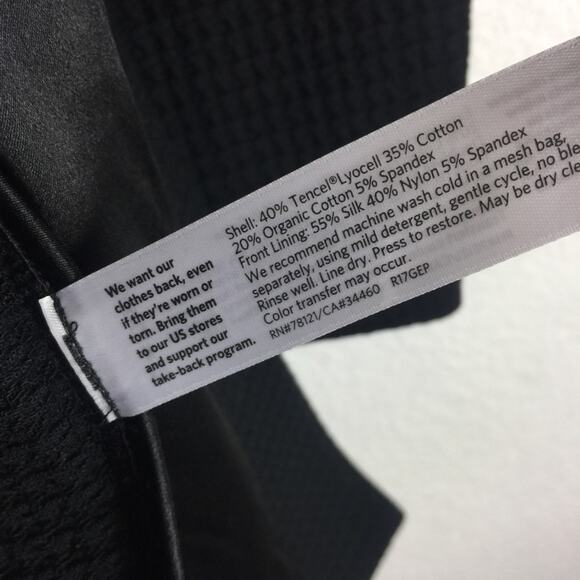 Shell: 40% Tencel®Lyocell 35% Cotton
20% Organic Cotton 5% Spandex
Front Lining: 55% Silk 40% Nylon 5% Spandex
We recommend machine wash cold in a mesh bag,
separately, using mild detergent, gentle cycle, no ble
Rinse well. Line dry. Press to restore. May be dry cle
Color transfer may occur.
RN#78121/CA#34460 R17GEP
We want our
clothes back, even
if they're worn or
torn. Bring them
to our US stores
and support our
take-back program.